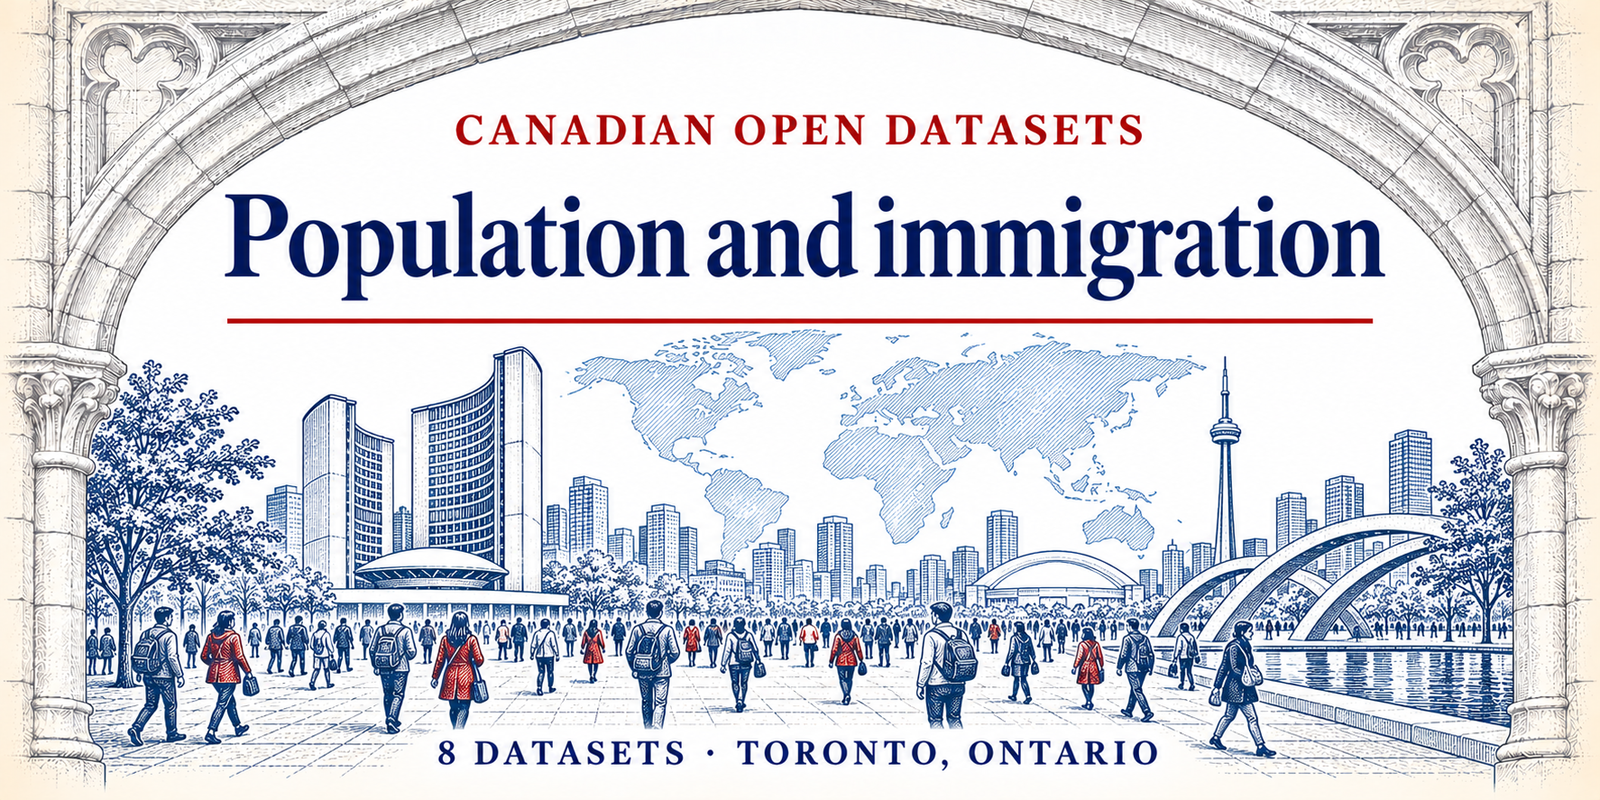 CANADIAN OPEN DATASETS
Population and immigration
8 DATASETS · TORONTO, ONTARIO